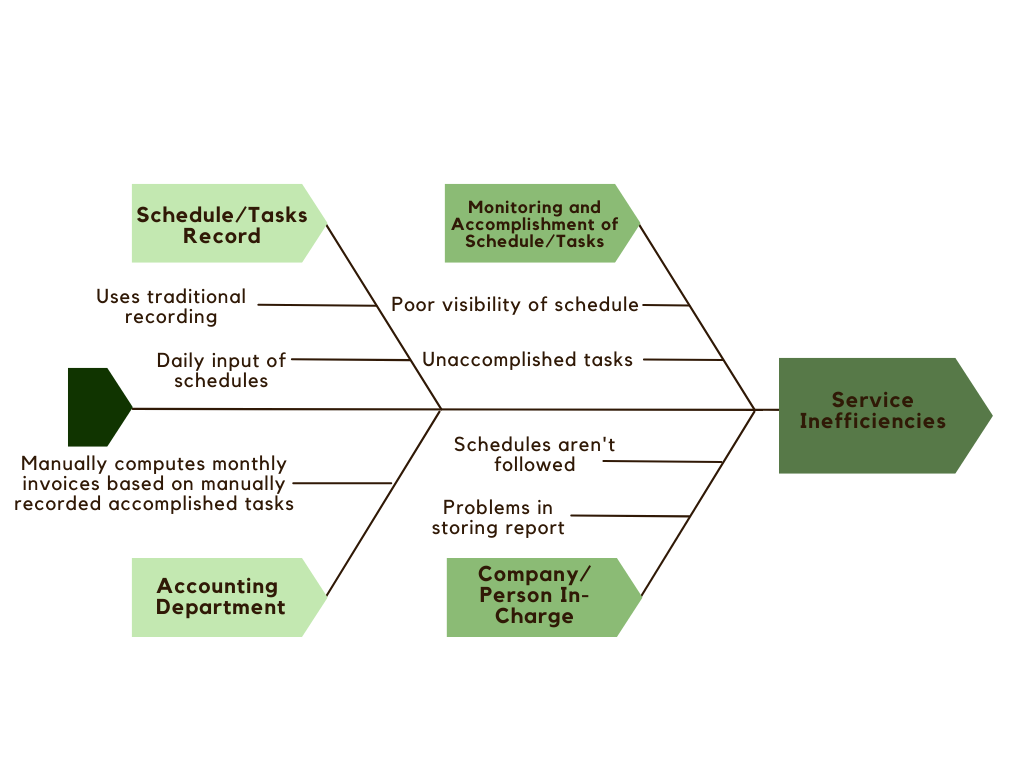 Schedule/Tasks
Record
Monitoring and
Accomplishment of
Schedule/Tasks
Uses traditional
recording
Poor visibility of schedule
Daily input of
schedules
Unaccomplished tasks
Service
Inefficiencies
Manually computes monthly
invoices based on manually
recorded accomplished tasks
Schedules aren't
followed
Problems in
storing report
Accounting
Department
Company/
Person In-
Charge